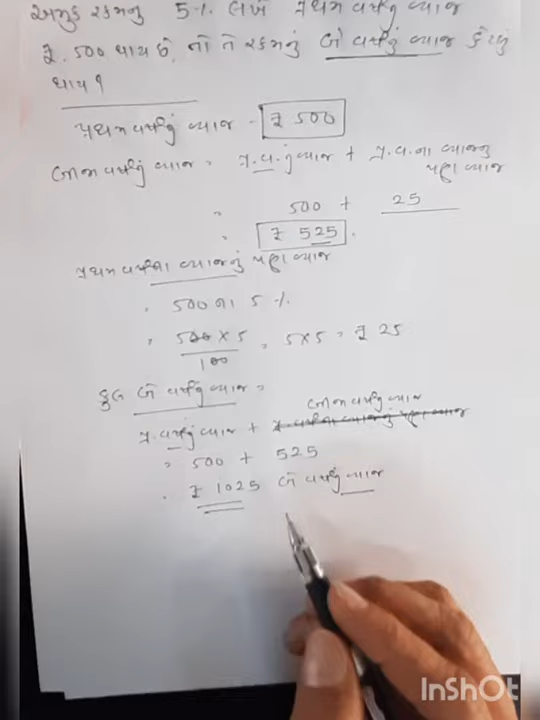 અમુક રકમનું 5% લેખે પ્રથમ વર્ષનું વ્યાજ
₹. 500 થાય છે, તો તે રકમનું બે વર્ષનું વ્યાજ કેટલું
થાય ?
પ્રથમ વર્ષનું વ્યાજ = ₹ 500
બીજા વર્ષનું વ્યાજ = પ્ર.વ.નું વ્યાજ + પ્ર.વ.ના વ્યાજનું
વ્યાજ
= 500 + 25
= ₹ 525.
પ્રથમ વર્ષના વ્યાજનું વ્યાજ
= 500 ના 5 %
= 500 X 5 / 100 = 5 X 5 = ₹ 25
કુલ બે વર્ષનું વ્યાજ =
બીજા વર્ષનું વ્યાજ
પ્ર. વર્ષનું વ્યાજ +
= 500 + 525
= ₹ 1025 બે વર્ષનું વ્યાજ
InShOt